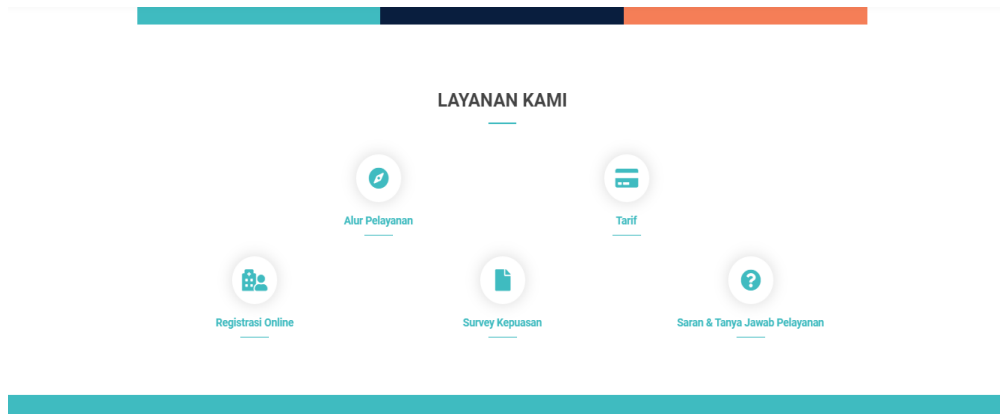 LAYANAN KAMI
Alur Pelayanan
Tarif
Registrasi Online
Survey Kepuasan
Saran & Tanya Jawab Pelayanan